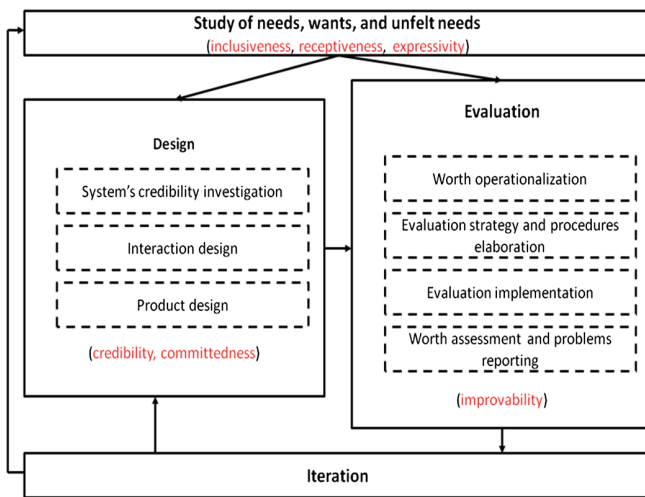 Study of needs, wants, and unfelt needs
(inclusiveness, receptiveness, expressivity)
Design
System's credibility investigation
Interaction design
Product design
(credibility, committedness)
Evaluation
Worth operationalization
Evaluation strategy and procedures
elaboration
Evaluation implementation
Worth assessment and problems
reporting
(improvability)
Iteration